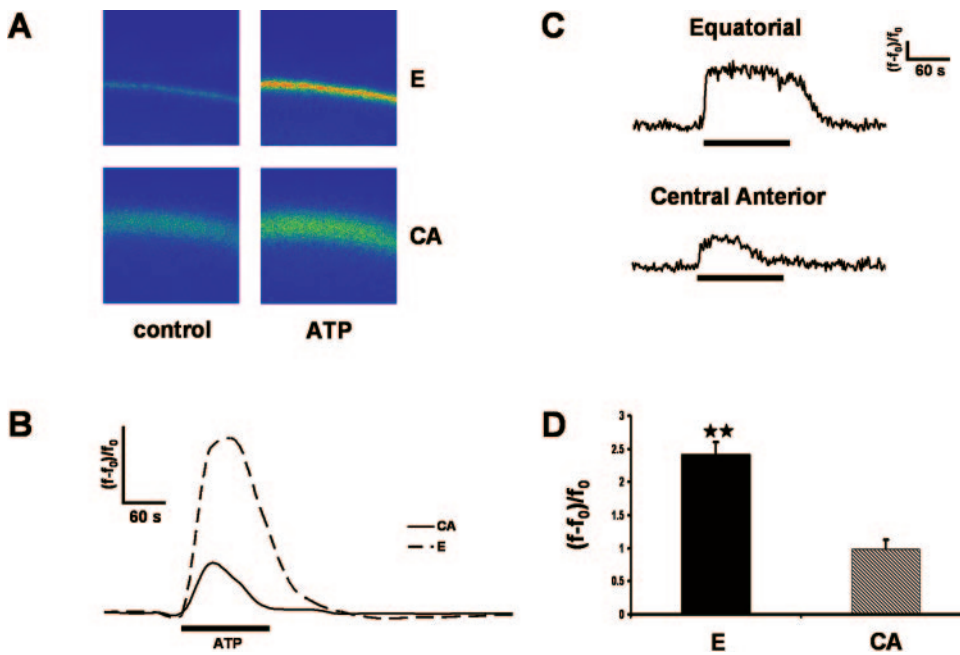 A
E
CA
control
ATP
B
(f-f₀)/f₀
60 s
CA
E
ATP
C
Equatorial
(f-f₀)/f₀
60 s
Central Anterior
D
★★
(f-f₀)/f₀
3
2.5
2
1.5
1
0.5
0
E
CA